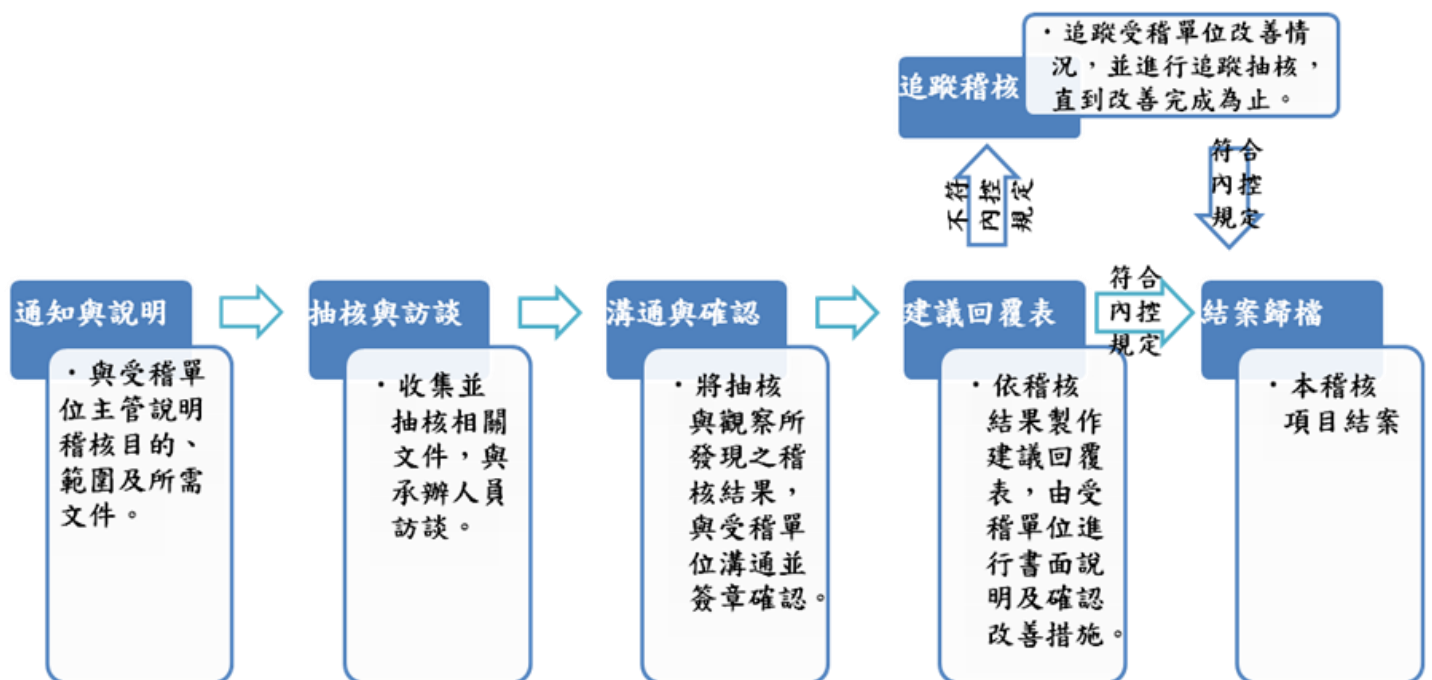 追蹤稽核
・追蹤受稽單位改善情
況，並進行追蹤抽核，
直到改善完成為止。
不符
內控
規定
符合
內控
規定
通知與說明
・與受稽單
位主管說明
稽核目的、
範圍及所需
文件。
抽核與訪談
・收集並
抽核相關
文件，與
承辦人員
訪談。
溝通與確認
・將抽核
與觀察所
發現之稽
核結果，
與受稽單
位溝通並
簽章確認。
建議回覆表
・依稽核
結果製作
建議回覆
表，由受
稽單位進
行書面說
明及確認
改善措施。
符合
內控
規定
結案歸檔
・本稽核
項目結案